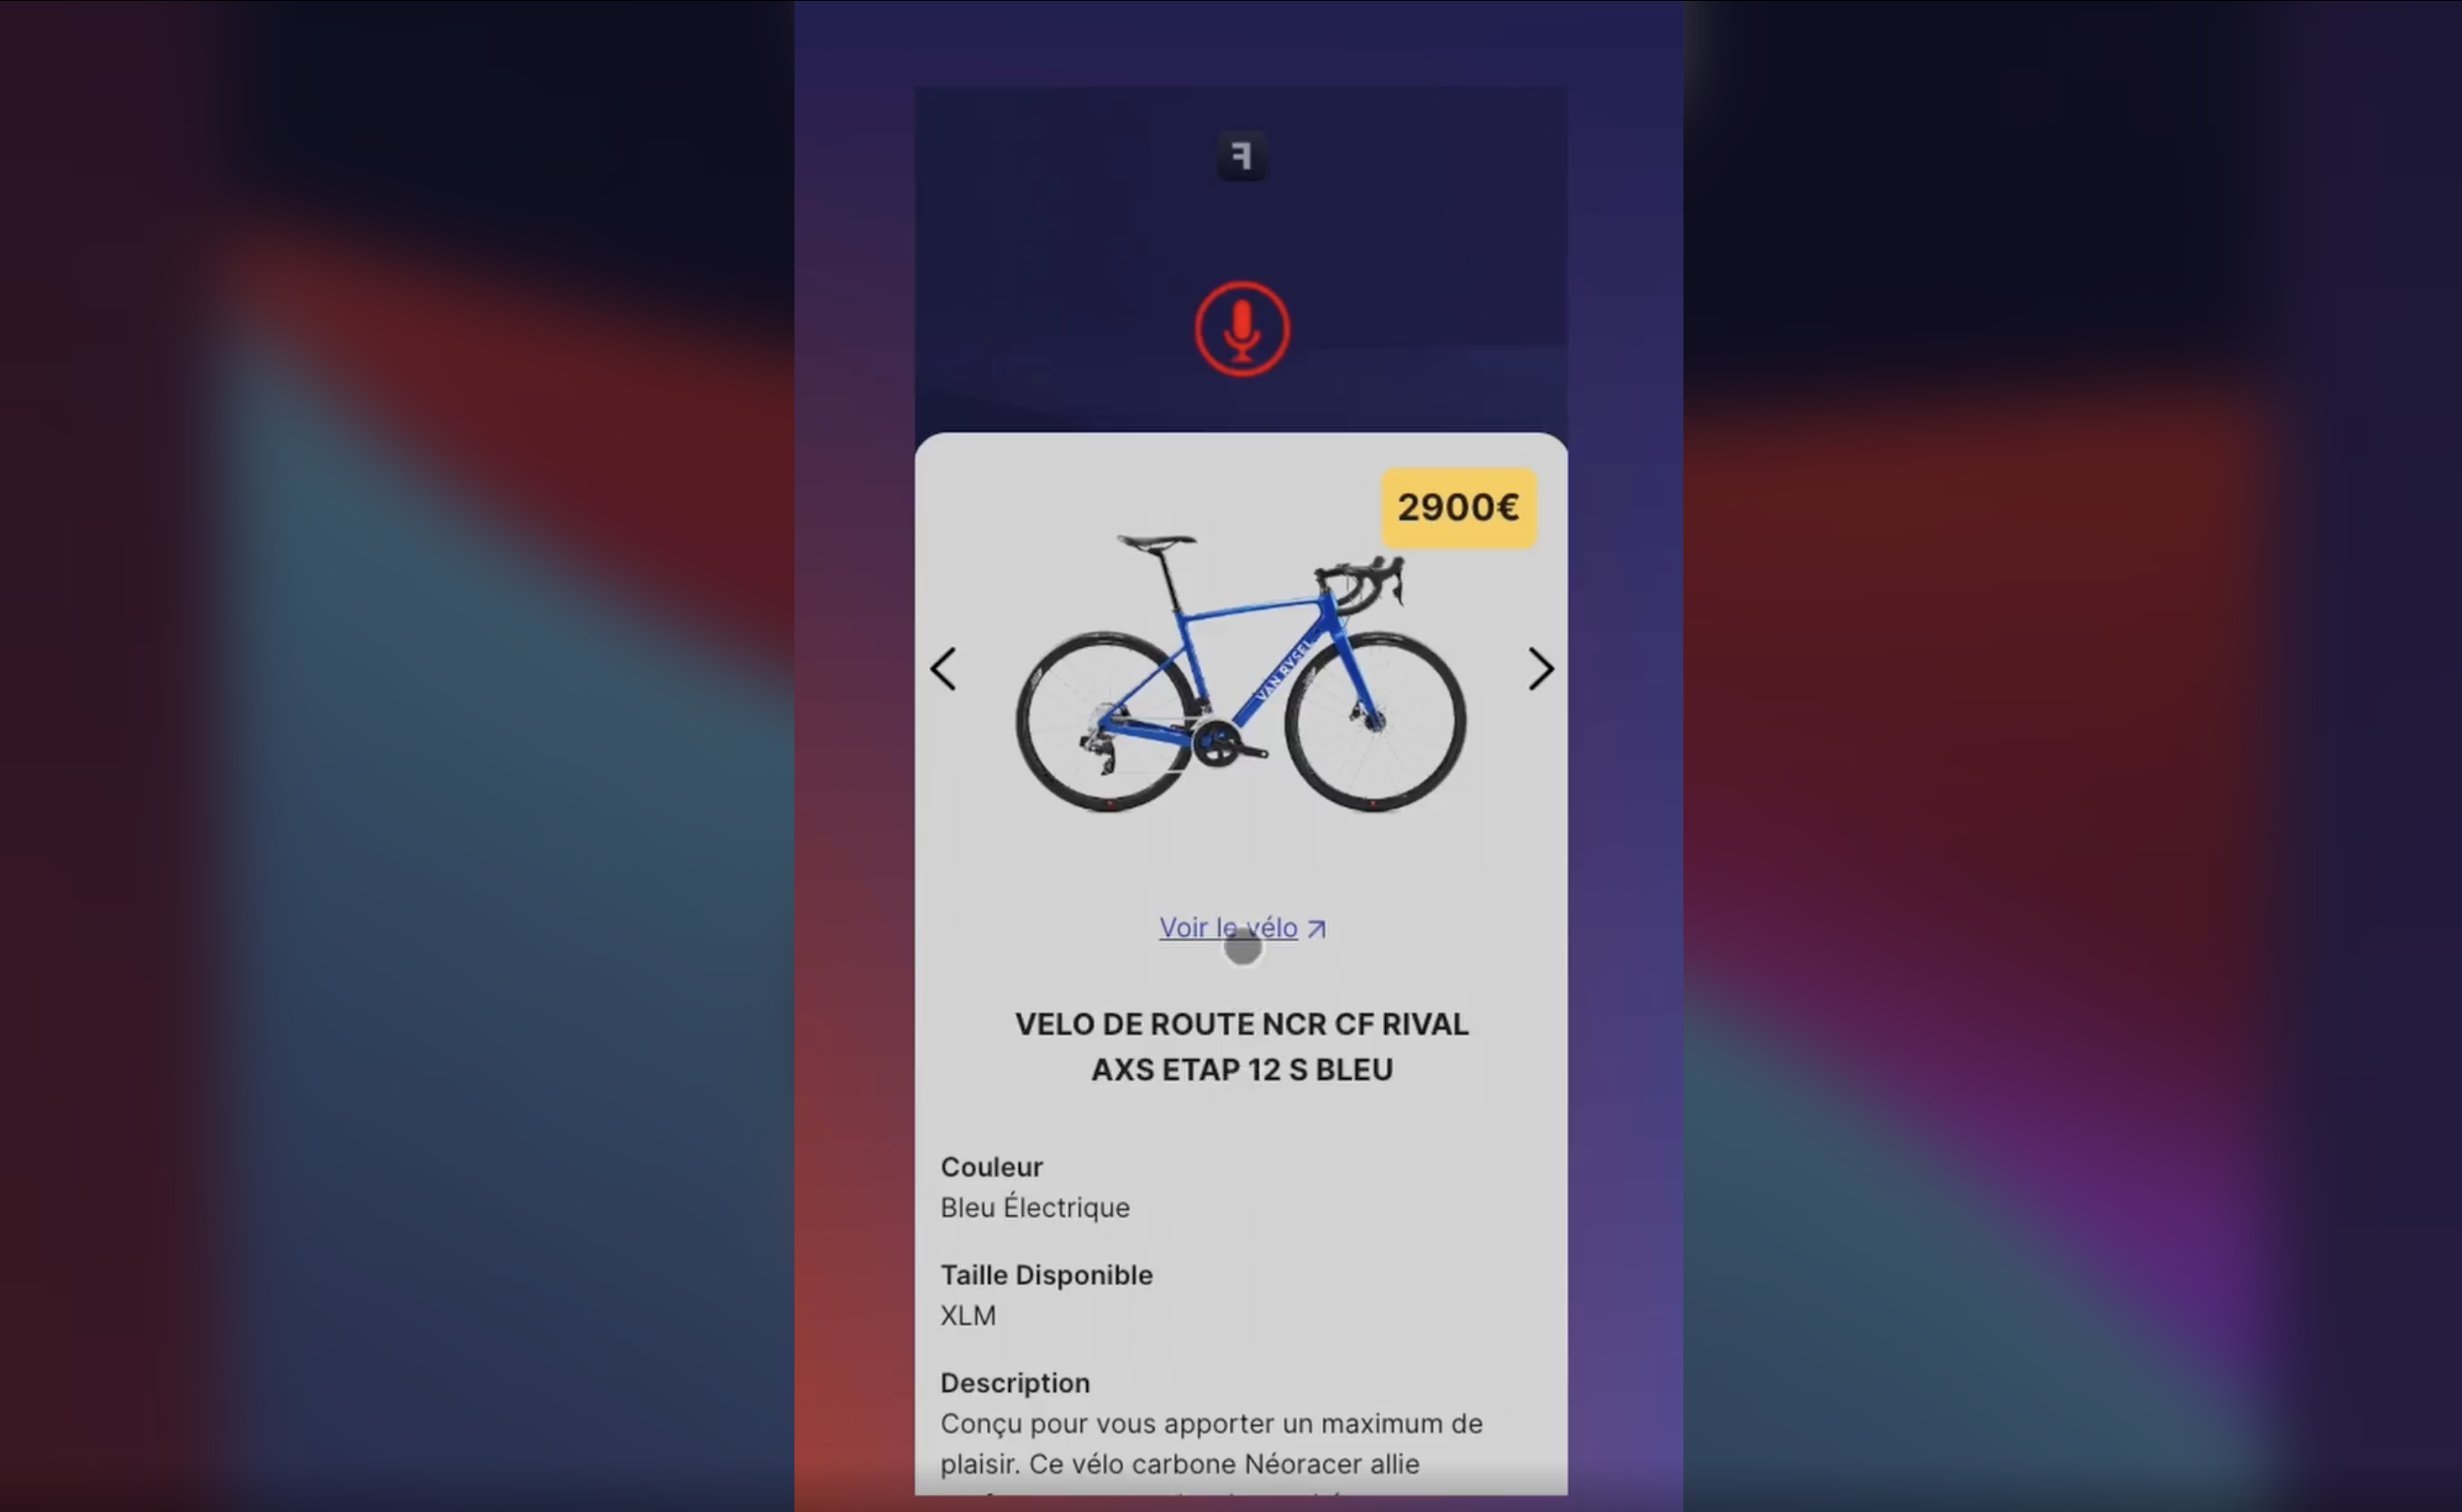 2900€
VAN RYSEL
Voir le vélo
VELO DE ROUTE NCR CF RIVAL
AXS ETAP 12 S BLEU
Couleur
Bleu Électrique
Taille Disponible
XLM
Description
Conçu pour vous apporter un maximum de
plaisir. Ce vélo carbone Néoracer allie